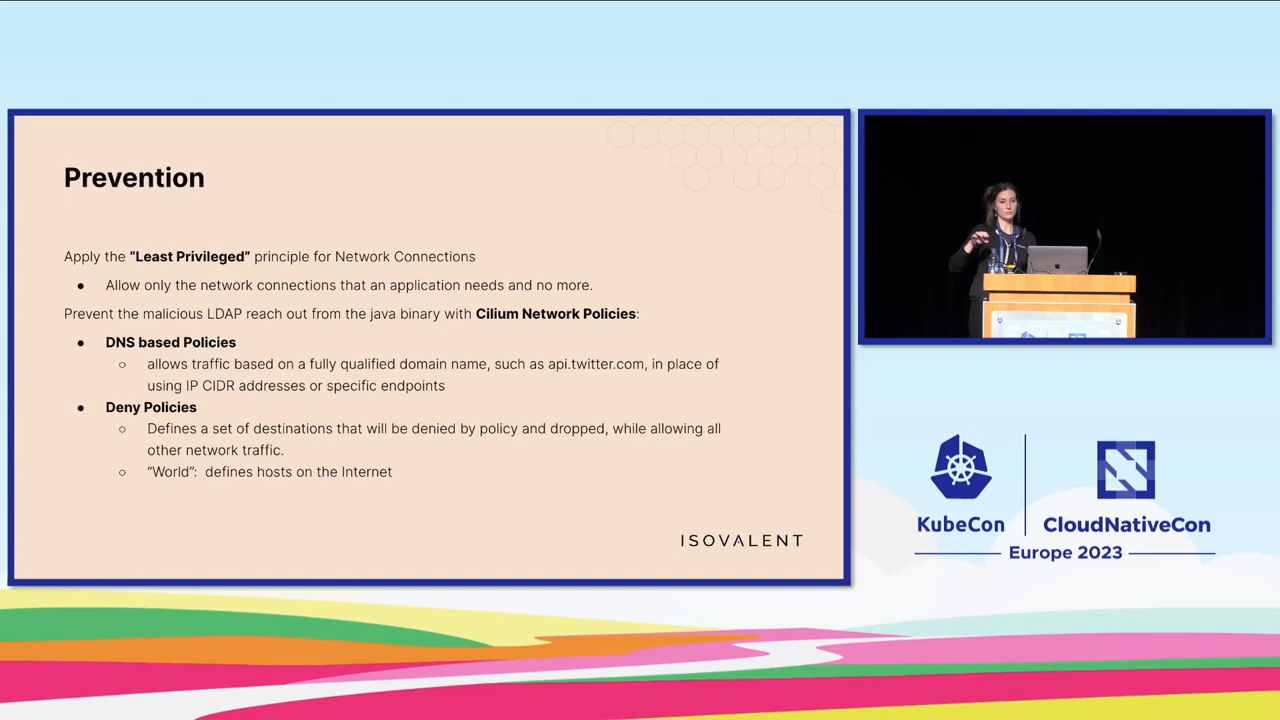 Prevention
Apply the “Least Privileged” principle for Network Connections
● Allow only the network connections that an application needs and no more.
Prevent the malicious LDAP reach out from the java binary with Cilium Network Policies:
● DNS based Policies
○ allows traffic based on a fully qualified domain name, such as api.twitter.com, in place of
using IP CIDR addresses or specific endpoints
● Deny Policies
○ Defines a set of destinations that will be denied by policy and dropped, while allowing all
other network traffic.
○ “World”: defines hosts on the Internet
ISOVALENT
KubeCon
CloudNativeCon
Europe 2023